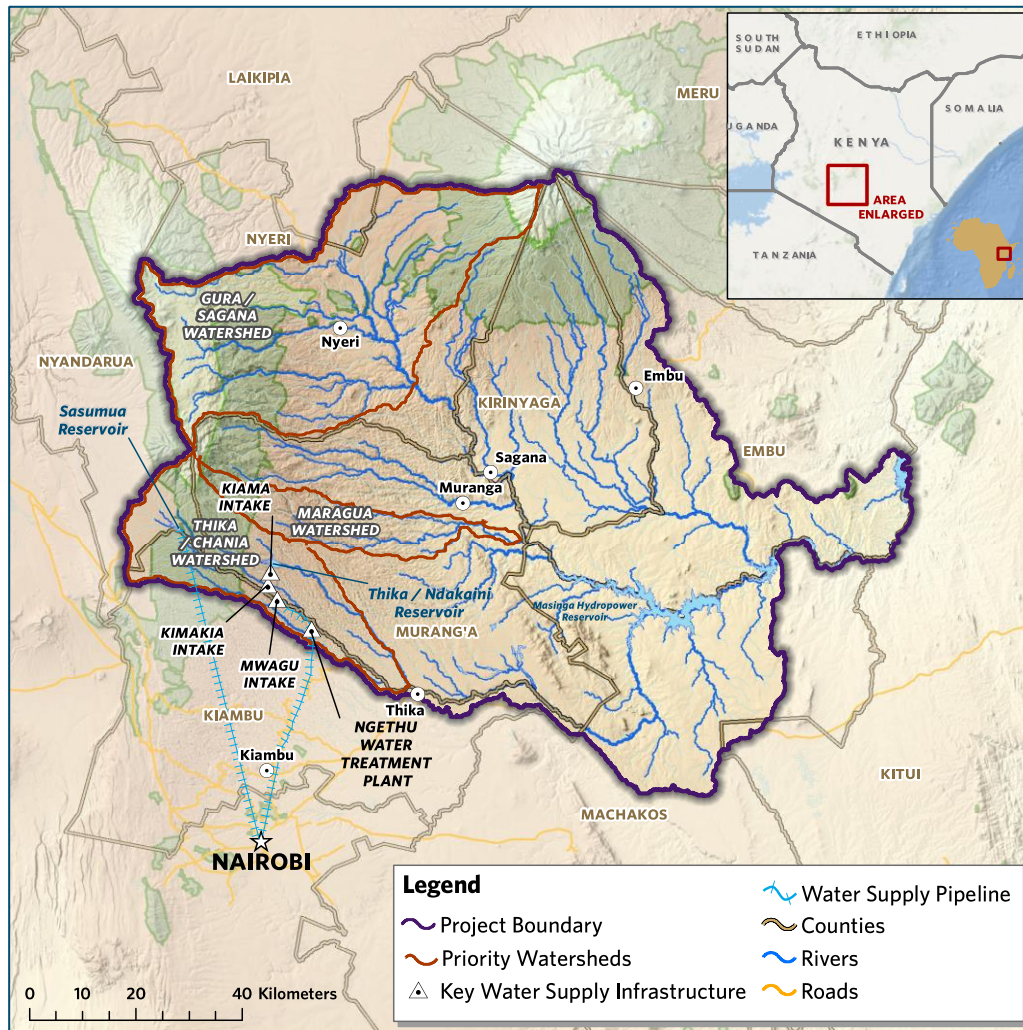 SOUTH
SUDAN
ETHIOPIA
SOMALIA
UGANDA
KENYA
AREA
ENLARGED
TANZANIA
LAIKIPIA
MERU
NYERI
GURA /
SAGANA
WATERSHED
Nyeri
NYANDARUA
Embu
KIRINYAGA
Sasumua
Reservoir
EMBU
Sagana
Muranga
KIAMA
INTAKE
MARAGUA
WATERSHED
THIKA
/ CHANIA
WATERSHED
Thika / Ndakaini
Reservoir
Masinga Hydropower
Reservoir
KIMAKIA
INTAKE
MURANG'A
MWAGU
INTAKE
Thika
KIAMBU
NGETHU
WATER
TREATMENT
PLANT
Kiambu
KITUI
MACHAKOS
NAIROBI
Legend
Project Boundary
Priority Watersheds
Key Water Supply Infrastructure
Water Supply Pipeline
Counties
Rivers
Roads
0 10 20 40 Kilometers